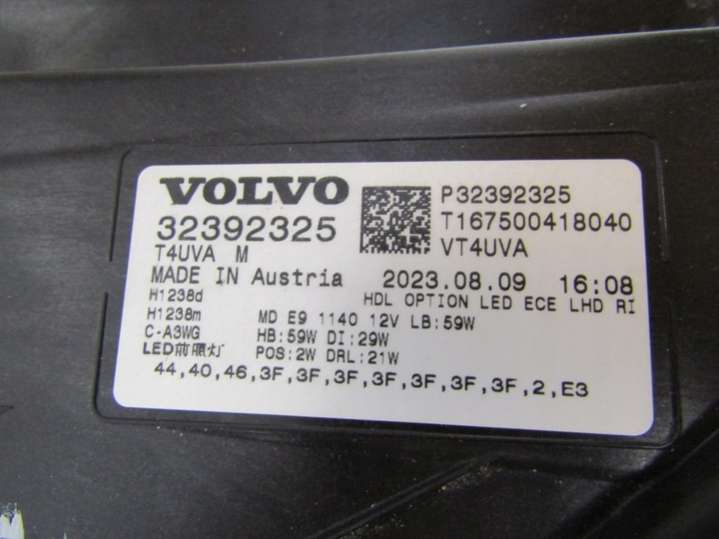 VOLVO
32392325
T4UVA M
P32392325
T167500418040
VT4UVA
MADE IN Austria 2023.08.09 16:08
H1238d HDL OPTION LED ECE LHD RI
H1238m MD E9 1140 12V LB:59W
C-A3WG HB:59W DI:29W
LED前照灯 POS:2W DRL:21W
44,40,46,3F,3F,3F,3F,3F,3F,3F,2,E3